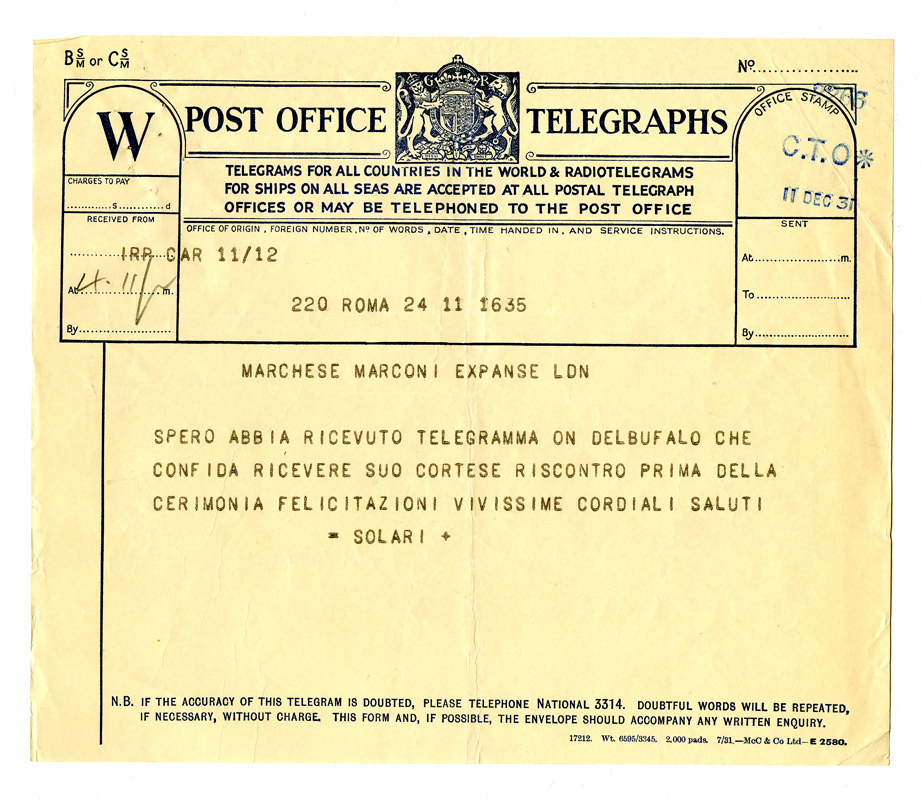 BS/M or CS/M
No
W
POST OFFICE G R TELEGRAPHS
OFFICE STAMP
C.T.O*
11 DEC 31
TELEGRAMS FOR ALL COUNTRIES IN THE WORLD & RADIOTELEGRAMS
FOR SHIPS ON ALL SEAS ARE ACCEPTED AT ALL POSTAL TELEGRAPH
OFFICES OR MAY BE TELEPHONED TO THE POST OFFICE
CHARGES TO PAY
s d
RECEIVED FROM
OFFICE OF ORIGIN, FOREIGN NUMBER, No OF WORDS, DATE, TIME HANDED IN, AND SERVICE INSTRUCTIONS.
SENT
IRR GAR 11/12
At m.
At m.
To
By
By
220 ROMA 24 11 1635
MARCHESE MARCONI EXPANSE LDN
SPERO ABBIA RICEVUTO TELEGRAMMA ON DELBUFALO CHE
CONFIDA RICEVERE SUO CORTESE RISCONTRO PRIMA DELLA
CERIMONIA FELICITAZIONI VIVISSIME CORDIALI SALUTI
= SOLARI +
N.B. IF THE ACCURACY OF THIS TELEGRAM IS DOUBTED, PLEASE TELEPHONE NATIONAL 3314. DOUBTFUL WORDS WILL BE REPEATED,
IF NECESSARY, WITHOUT CHARGE. THIS FORM AND, IF POSSIBLE, THE ENVELOPE SHOULD ACCOMPANY ANY WRITTEN ENQUIRY.
17212. Wt. 6595/3345. 2,000 pads. 7/31.—McC & Co Ltd—E 2580.